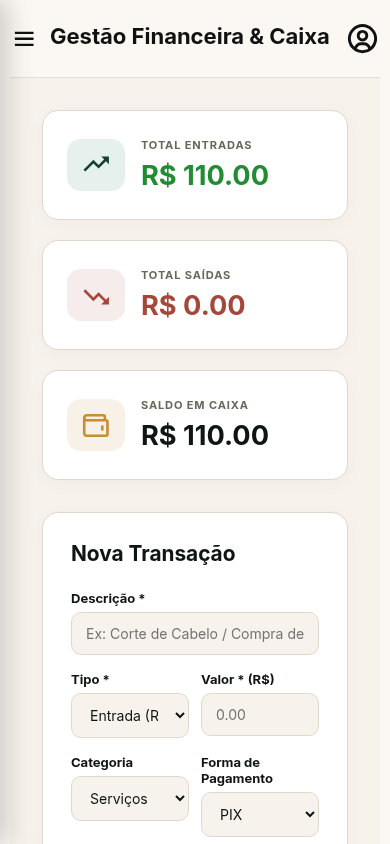 Gestão Financeira & Caixa
TOTAL ENTRADAS
R$ 110.00
TOTAL SAÍDAS
R$ 0.00
SALDO EM CAIXA
R$ 110.00
Nova Transação
Descrição *
Ex: Corte de Cabelo / Compra de
Tipo *
Valor * (R$)
Entrada (R
0.00
Categoria
Forma de
Pagamento
Serviços
PIX